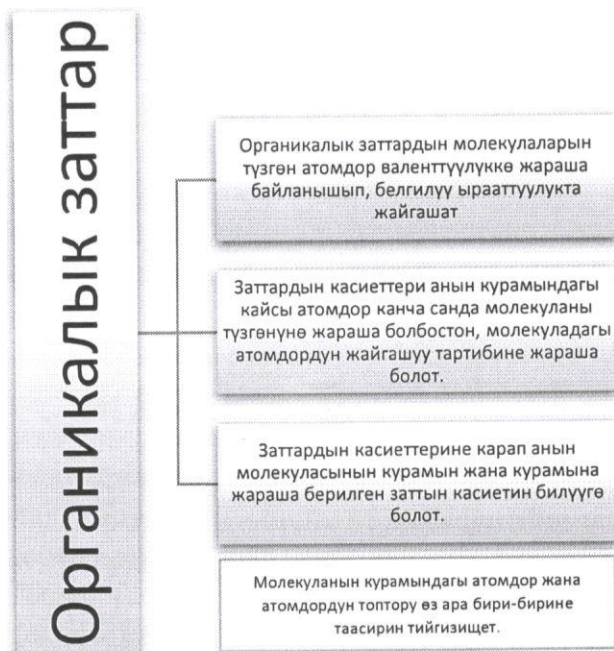 Органикалык заттар
Органикалык заттардын молекулаларын
түзгөн атомдор валенттүүлүккө жараша
байланышып, белгилүү ырааттуулукта
жайгашат
Заттардын касиеттери анын курамындагы
кайсы атомдор канча санда молекуланы
түзгөнүнө жараша болбостон, молекуладагы
атомдордун жайгашуу тартибине жараша
болот.
Заттардын касиеттерине карап анын
молекуласынын курамын жана курамына
жараша берилген заттын касиетин билүүгө
болот.
Молекуланын курамындагы атомдор жана
атомдордун топтору өз ара бири-бирине
таасирин тийгизищет.